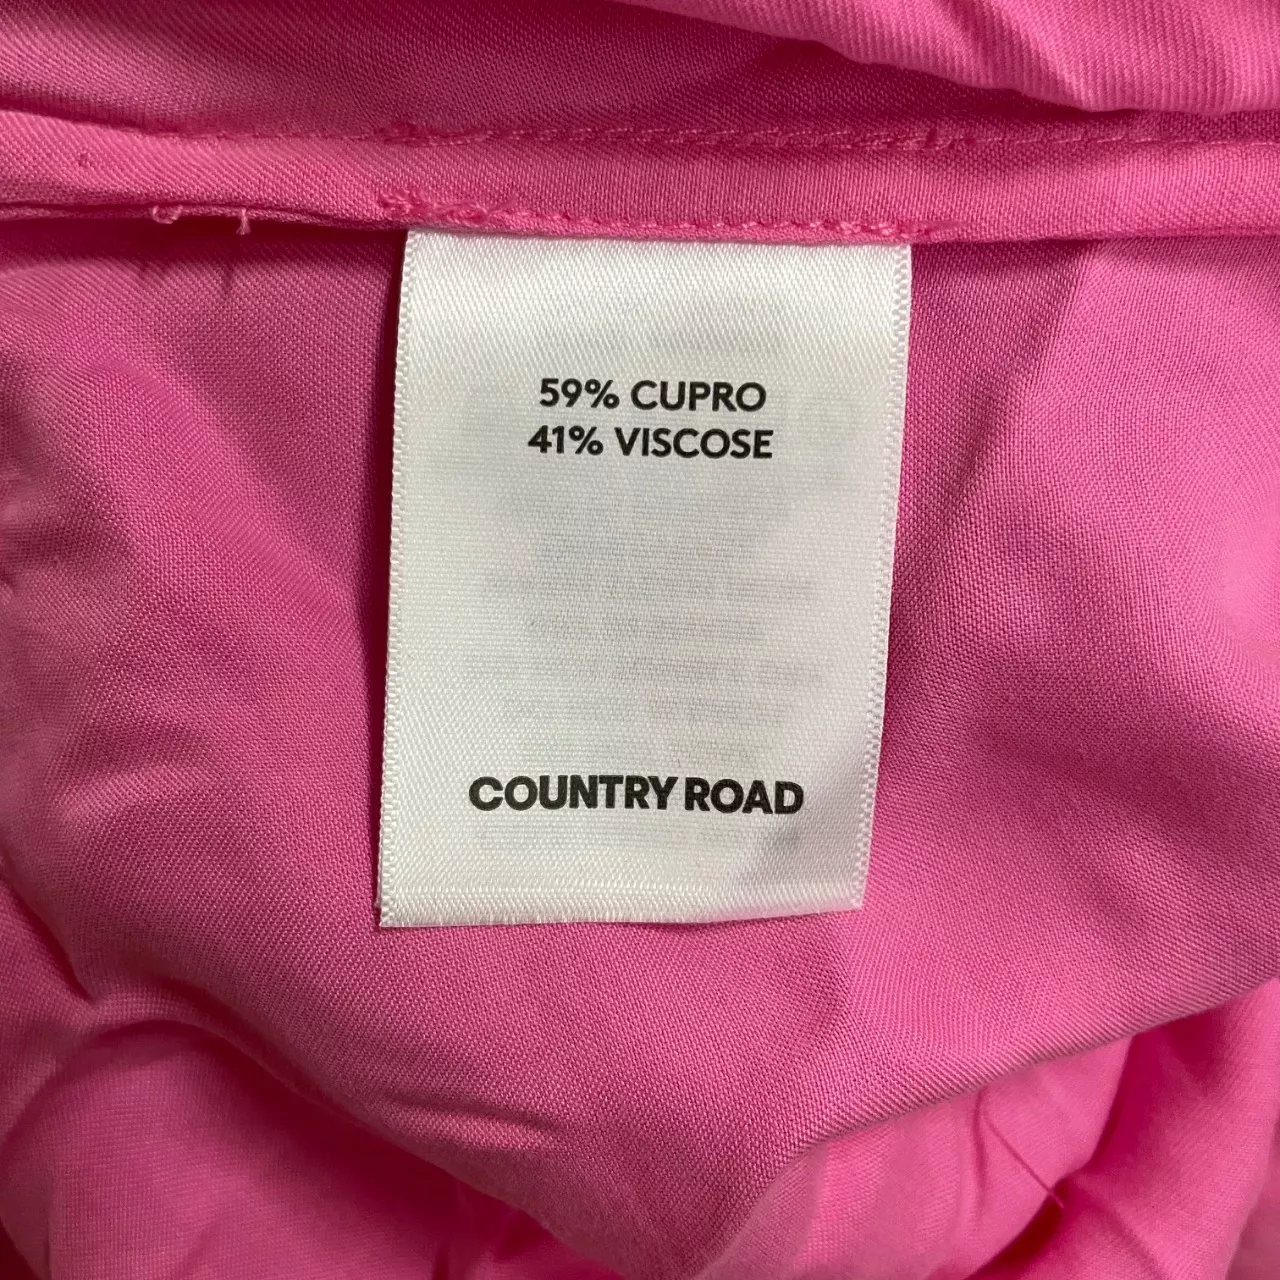 59% CUPRO
41% VISCOSE
COUNTRY ROAD